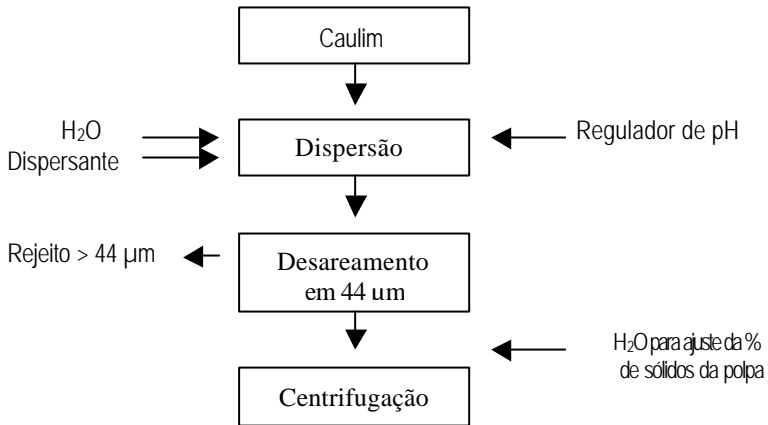 Caulim
H₂O
Dispersante
Dispersão
Regulador de pH
Rejeito > 44 µm
Desareamento
em 44 um
H₂O para ajuste da %
de sólidos da polpa
Centrifugação